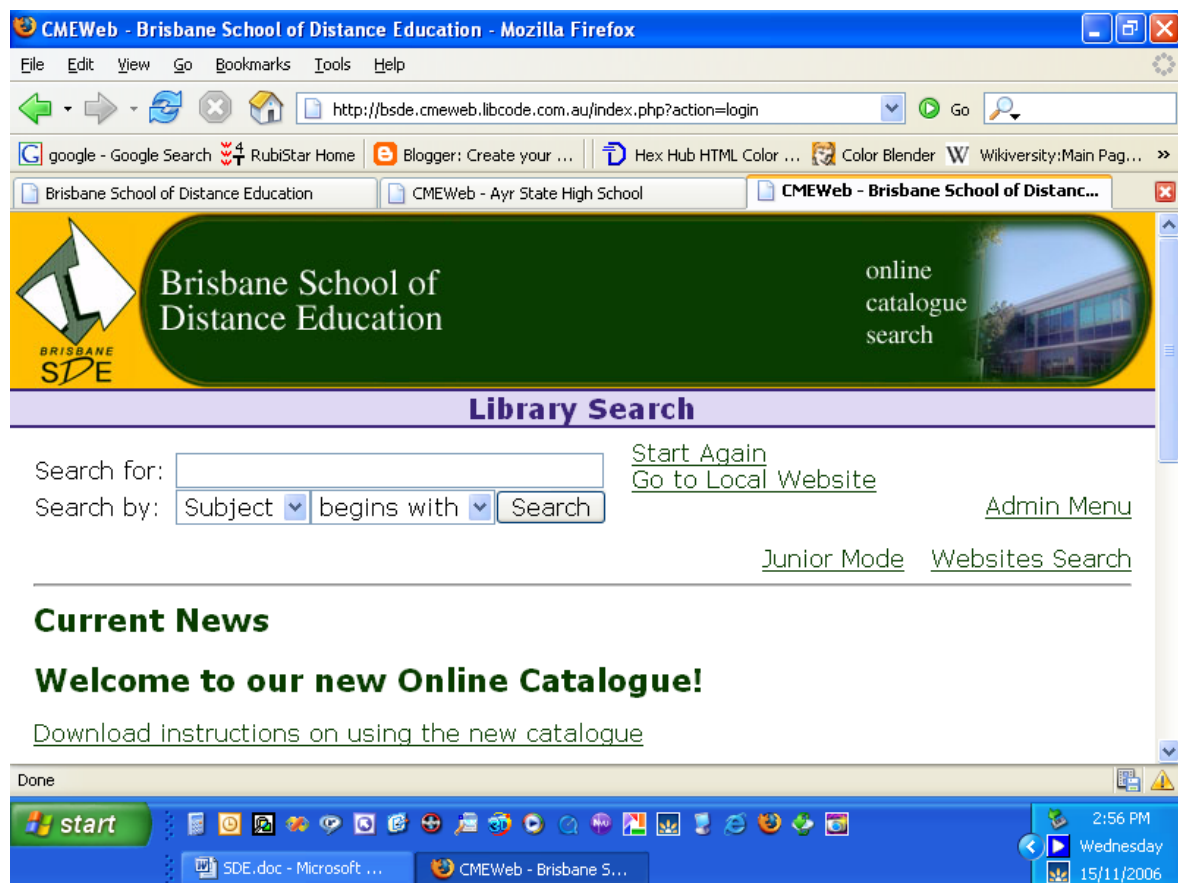 CMEWeb - Brisbane School of Distance Education - Mozilla Firefox
File Edit View Go Bookmarks Tools Help
http://bsde.cmeweb.libcode.com.au/index.php?action=login Go
google - Google Search RubiStar Home Blogger: Create your ... Hex Hub HTML Color ... Color Blender Wikiversity:Main Pag... »
Brisbane School of Distance Education CMEWeb - Ayr State High School CMEWeb - Brisbane School of Distanc...
Brisbane School of
Distance Education
online
catalogue
search
BRISBANE
SDE
Library Search
Search for:
Start Again
Go to Local Website
Search by: Subject begins with Search
Admin Menu
Junior Mode Websites Search
Current News
Welcome to our new Online Catalogue!
Download instructions on using the new catalogue
Done
start
2:56 PM
Wednesday
15/11/2006
SDE.doc - Microsoft ... CMEWeb - Brisbane S...